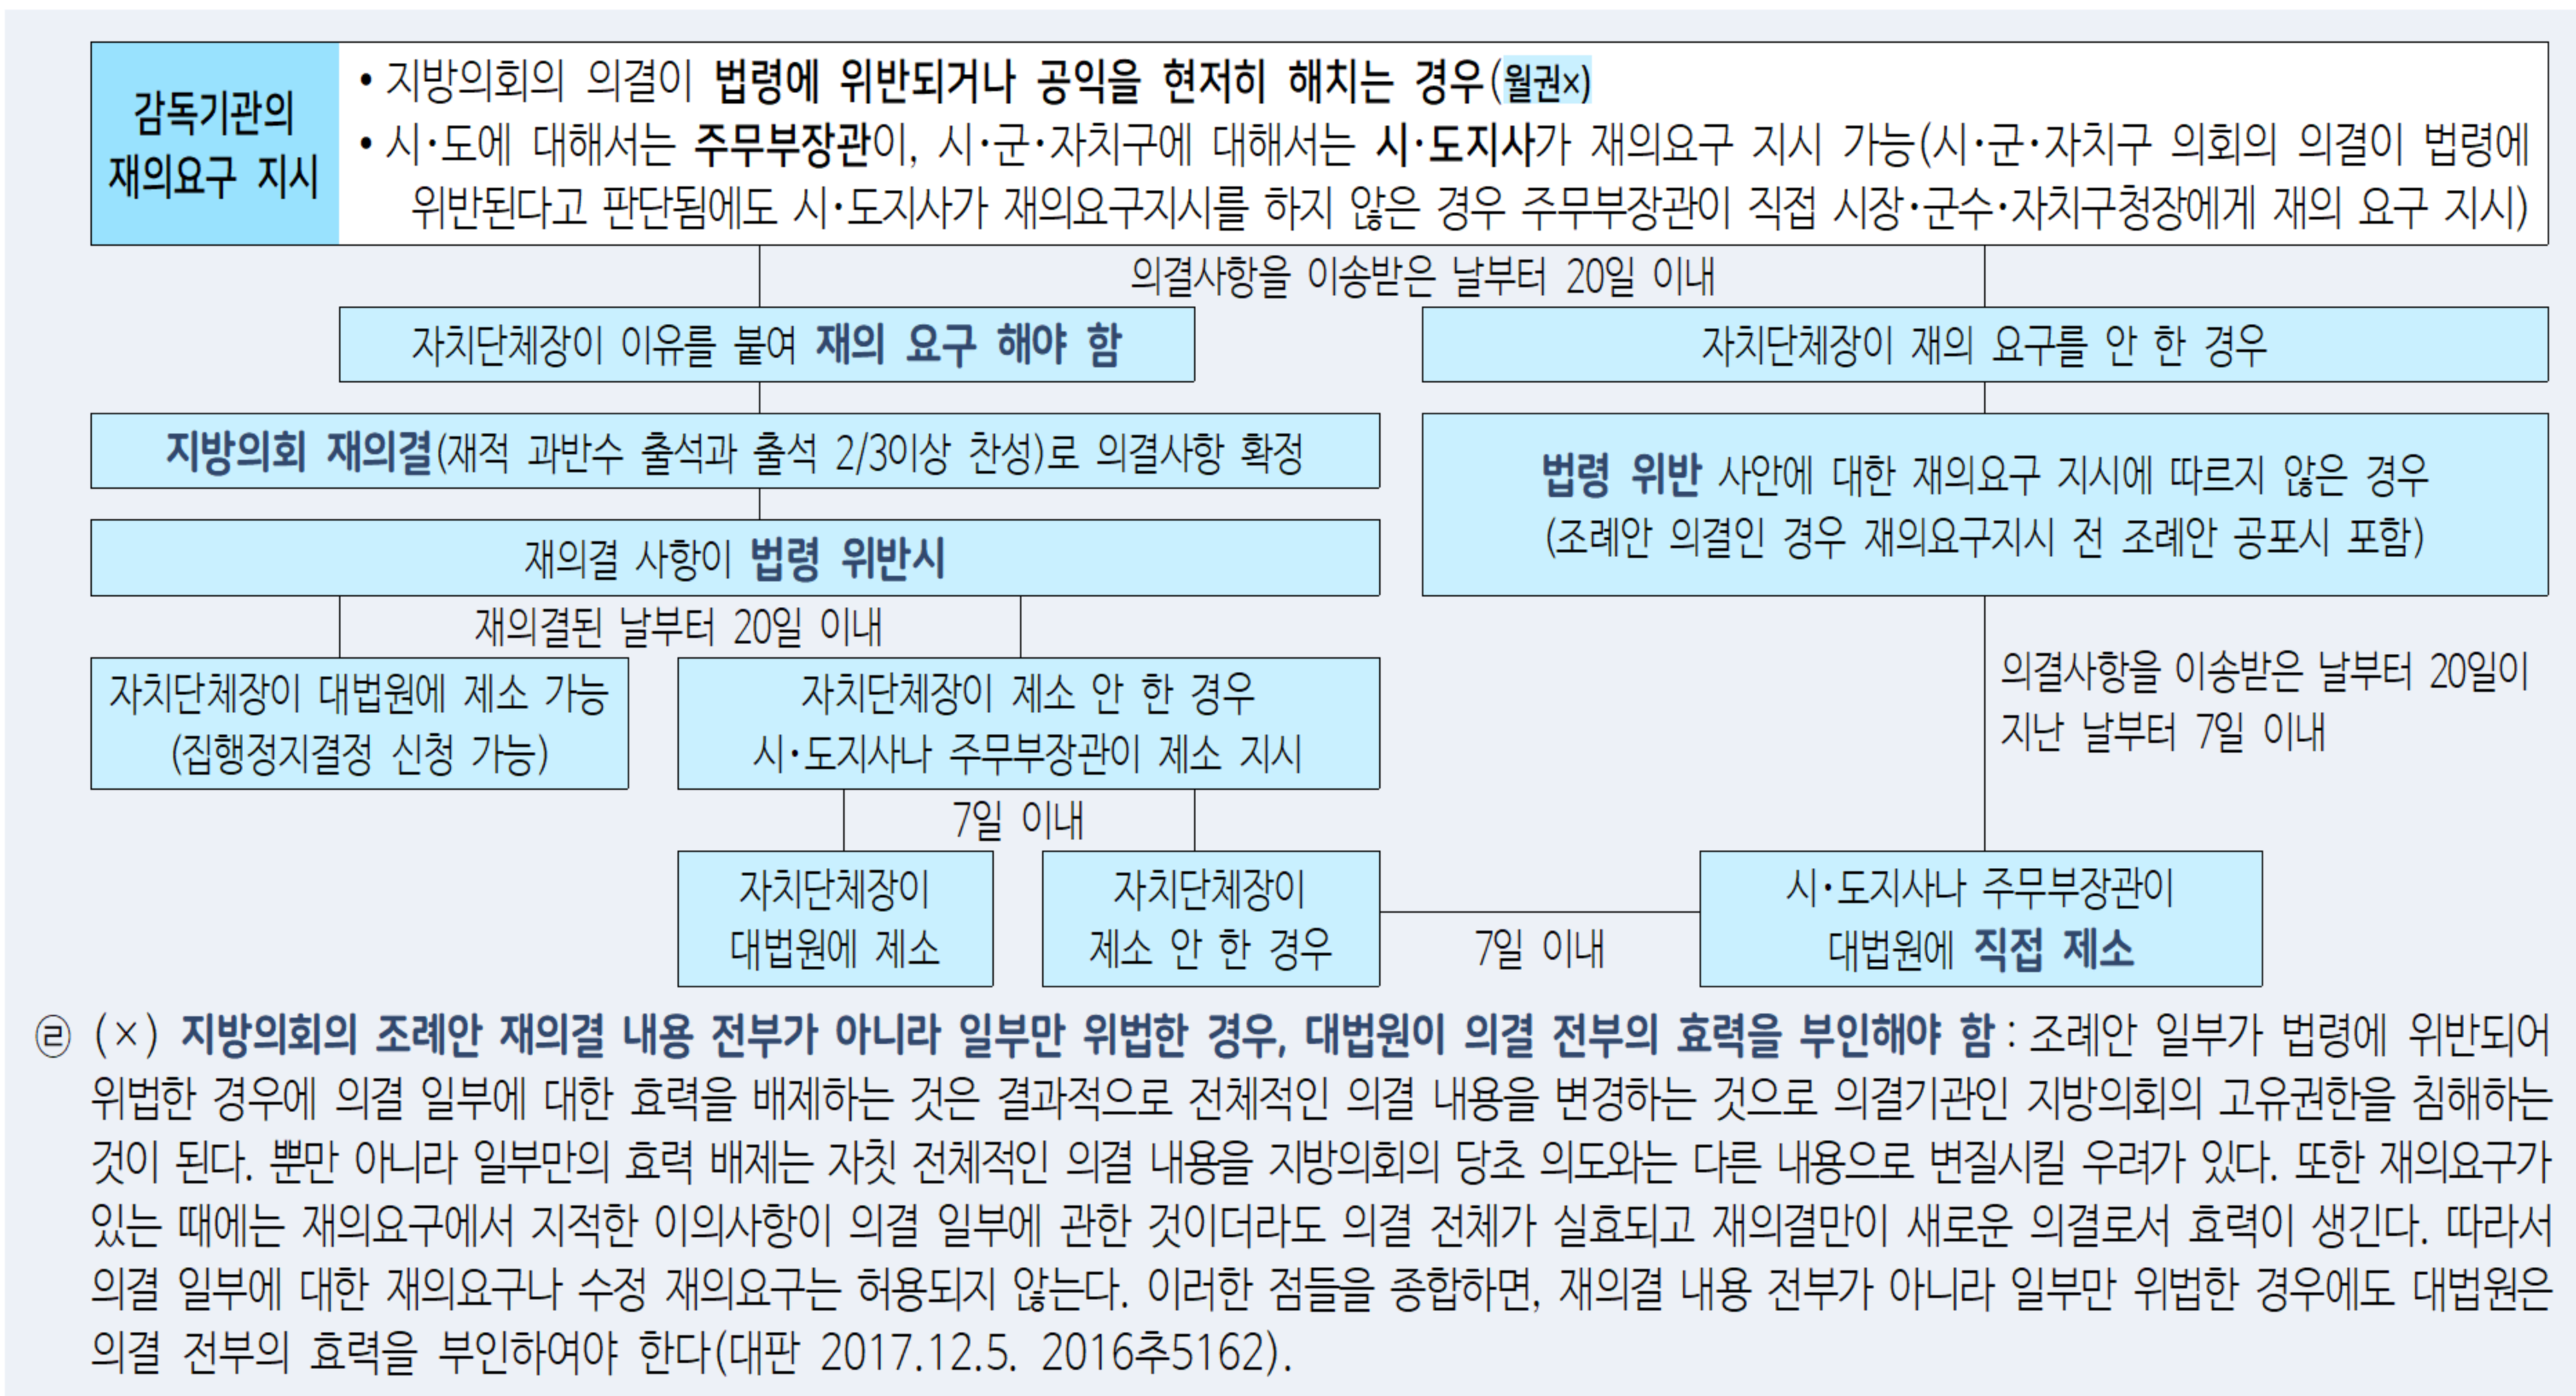 감독기관의
재의요구 지시
• 지방의회의 의결이 법령에 위반되거나 공익을 현저히 해치는 경우(월권×)
• 시·도에 대해서는 주무부장관이, 시·군·자치구에 대해서는 시·도지사가 재의요구 지시 가능(시·군·자치구 의회의 의결이 법령에
위반된다고 판단됨에도 시·도지사가 재의요구지시를 하지 않은 경우 주무부장관이 직접 시장·군수·자치구청장에게 재의 요구 지시)
의결사항을 이송받은 날부터 20일 이내
자치단체장이 이유를 붙여 재의 요구 해야 함
자치단체장이 재의 요구를 안 한 경우
지방의회 재의결(재적 과반수 출석과 출석 2/3이상 찬성)로 의결사항 확정
법령 위반 사안에 대한 재의요구 지시에 따르지 않은 경우
(조례안 의결인 경우 재의요구지시 전 조례안 공포시 포함)
재의결 사항이 법령 위반시
재의결된 날부터 20일 이내
의결사항을 이송받은 날부터 20일이
지난 날부터 7일 이내
자치단체장이 대법원에 제소 가능
(집행정지결정 신청 가능)
자치단체장이 제소 안 한 경우
시·도지사나 주무부장관이 제소 지시
7일 이내
자치단체장이
대법원에 제소
자치단체장이
제소 안 한 경우
7일 이내
시·도지사나 주무부장관이
대법원에 직접 제소
㉣ (×) 지방의회의 조례안 재의결 내용 전부가 아니라 일부만 위법한 경우, 대법원이 의결 전부의 효력을 부인해야 함 : 조례안 일부가 법령에 위반되어
위법한 경우에 의결 일부에 대한 효력을 배제하는 것은 결과적으로 전체적인 의결 내용을 변경하는 것으로 의결기관인 지방의회의 고유권한을 침해하는
것이 된다. 뿐만 아니라 일부만의 효력 배제는 자칫 전체적인 의결 내용을 지방의회의 당초 의도와는 다른 내용으로 변질시킬 우려가 있다. 또한 재의요구가
있는 때에는 재의요구에서 지적한 이의사항이 의결 일부에 관한 것이더라도 의결 전체가 실효되고 재의결만이 새로운 의결로서 효력이 생긴다. 따라서
의결 일부에 대한 재의요구나 수정 재의요구는 허용되지 않는다. 이러한 점들을 종합하면, 재의결 내용 전부가 아니라 일부만 위법한 경우에도 대법원은
의결 전부의 효력을 부인하여야 한다(대판 2017.12.5. 2016추5162).